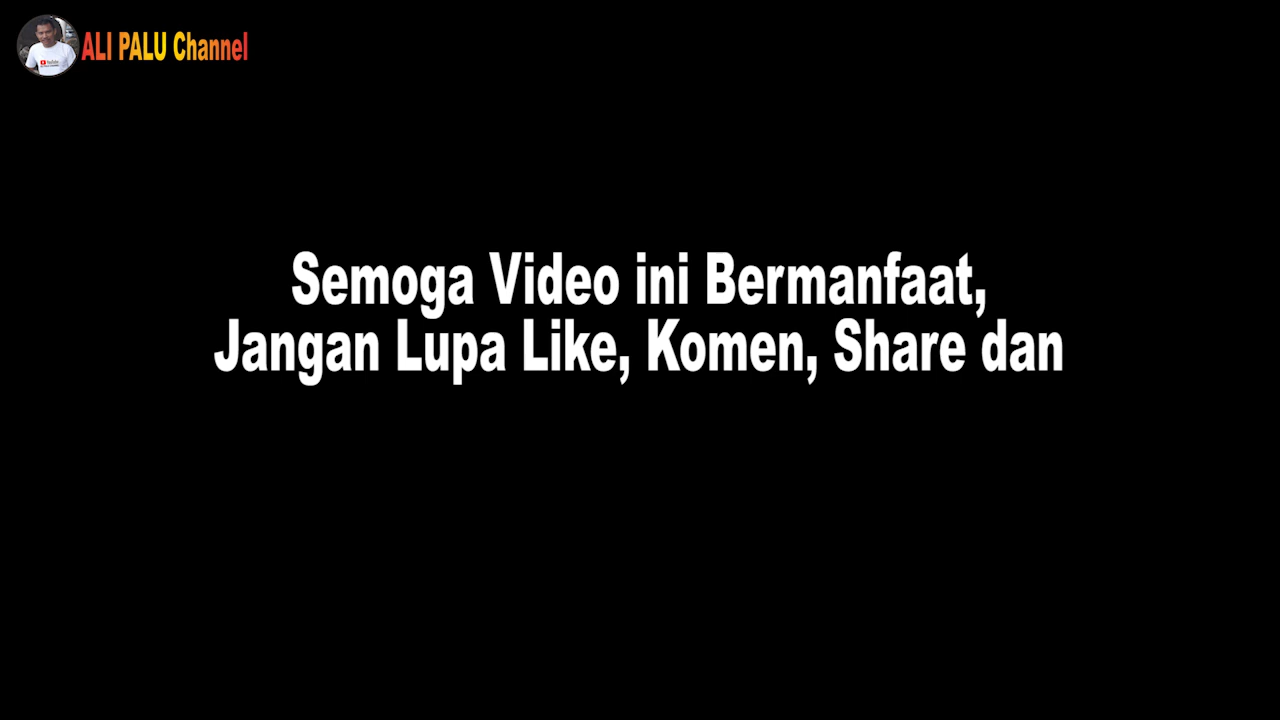 ALI PALU Channel
Semoga Video ini Bermanfaat,
Jangan Lupa Like, Komen, Share dan